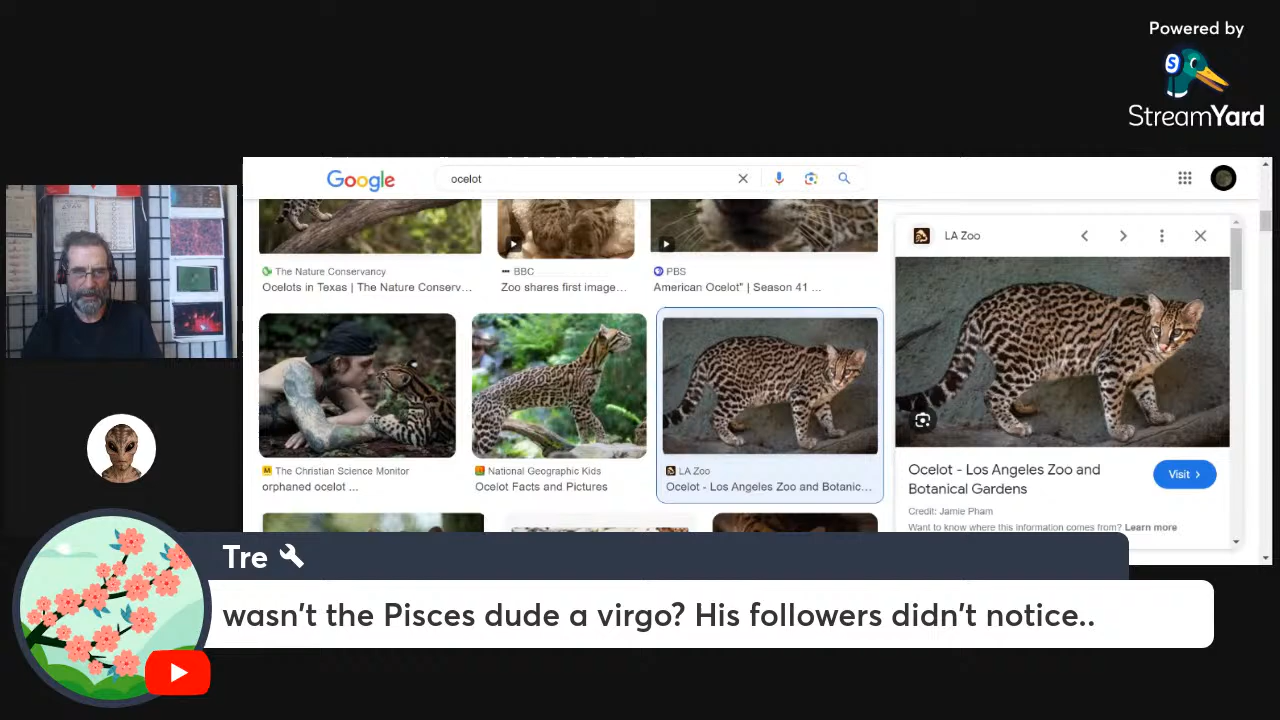 Powered by
StreamYard
Google
ocelot
The Nature Conservancy
Ocelots in Texas | The Nature Conserv...
BBC
Zoo shares first image...
PBS
American Ocelot" | Season 41 ...
LA Zoo
The Christian Science Monitor
orphaned ocelot ...
National Geographic Kids
Ocelot Facts and Pictures
LA Zoo
Ocelot - Los Angeles Zoo and Botanic...
Ocelot - Los Angeles Zoo and
Botanical Gardens
Visit
Credit: Jamie Pham
Want to know where this information comes from? Learn more
Tre
wasn't the Pisces dude a virgo? His followers didn't notice..